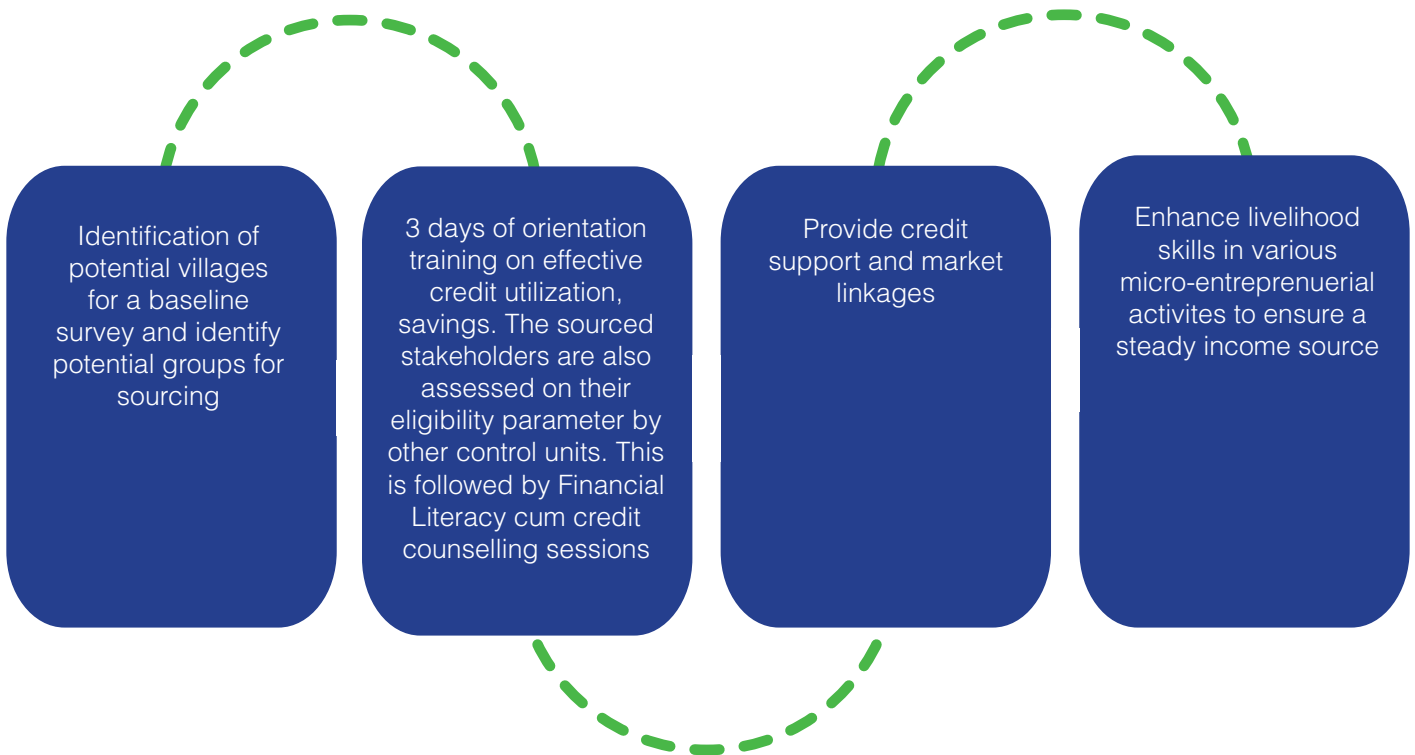 Identification of
potential villages
for a baseline
survey and identify
potential groups for
sourcing
3 days of orientation
training on effective
credit utilization,
savings. The sourced
stakeholders are also
assessed on their
eligibility parameter by
other control units. This
is followed by Financial
Literacy cum credit
counselling sessions
Provide credit
support and market
linkages
Enhance livelihood
skills in various
micro-entreprenuerial
activites to ensure a
steady income source